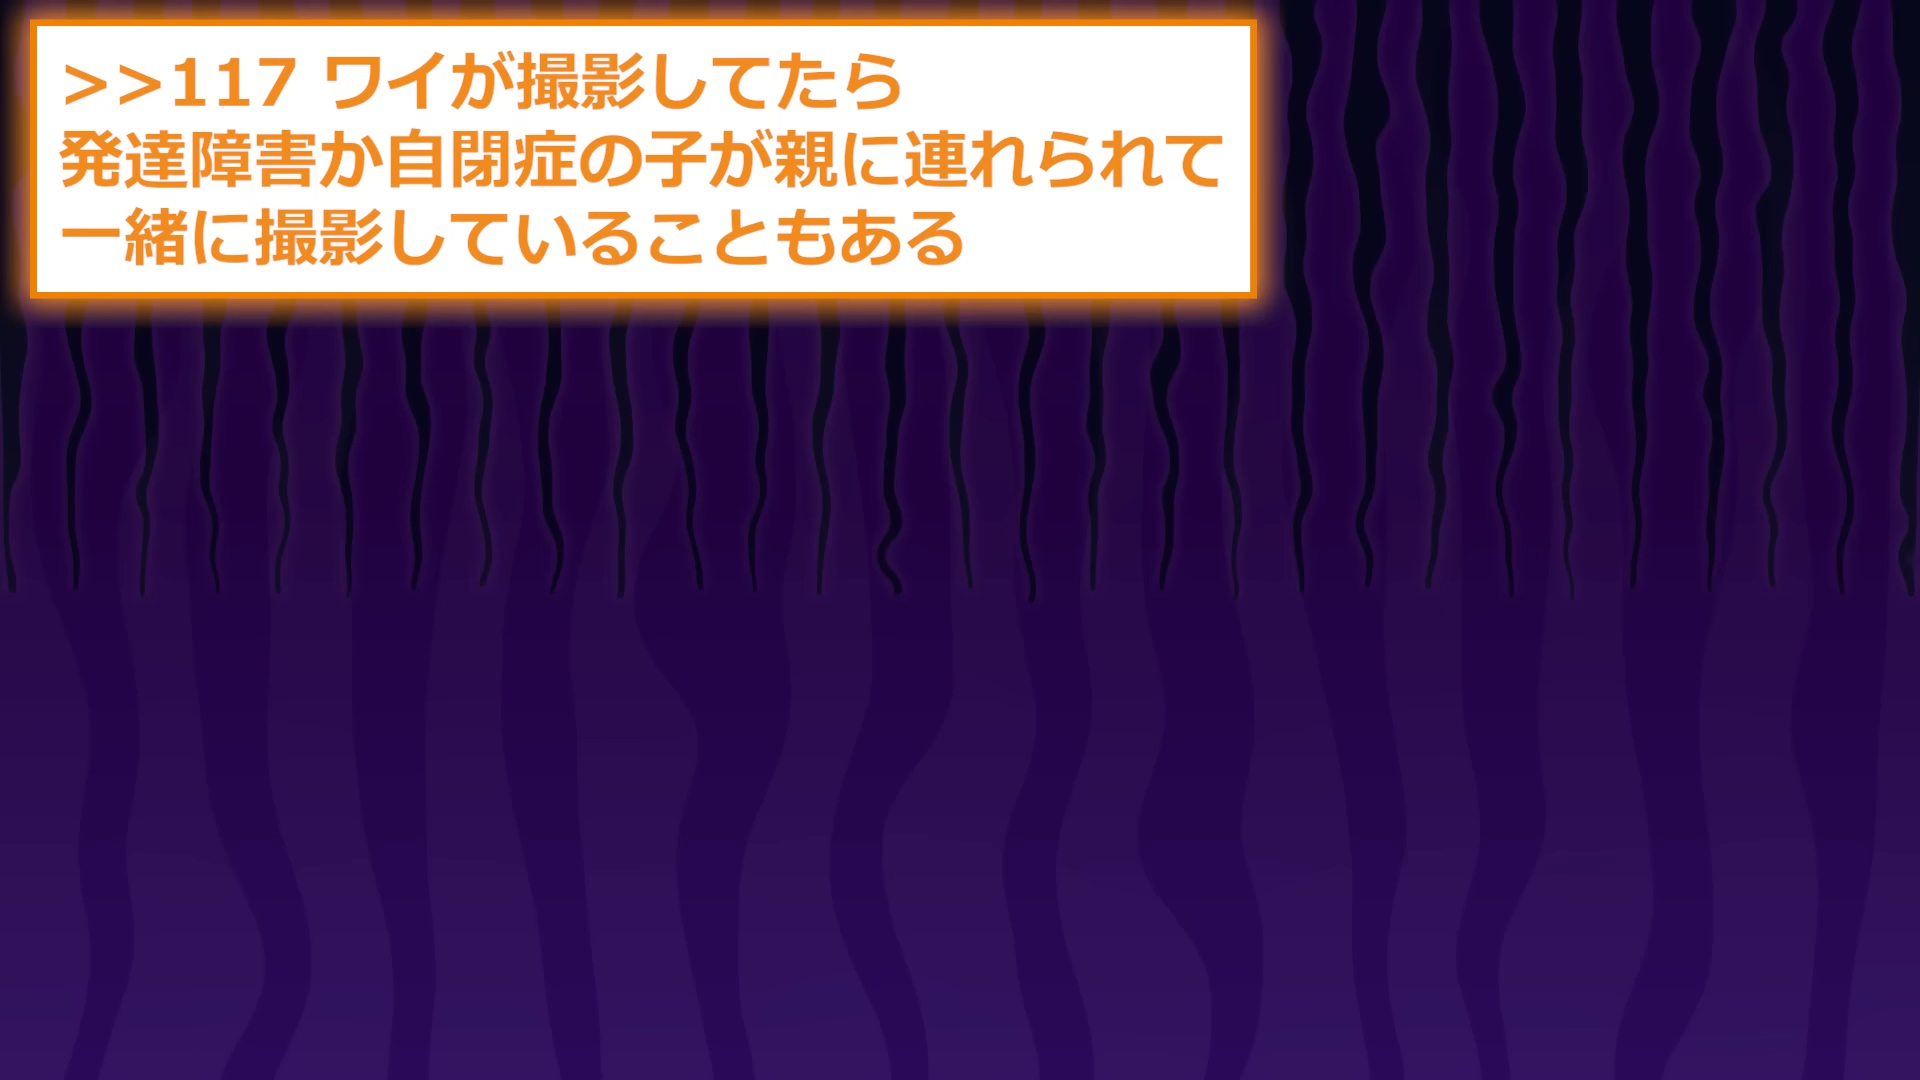 >>117 ワイが撮影してたら
発達障害か自閉症の子が親に連れられて
一緒に撮影していることもある